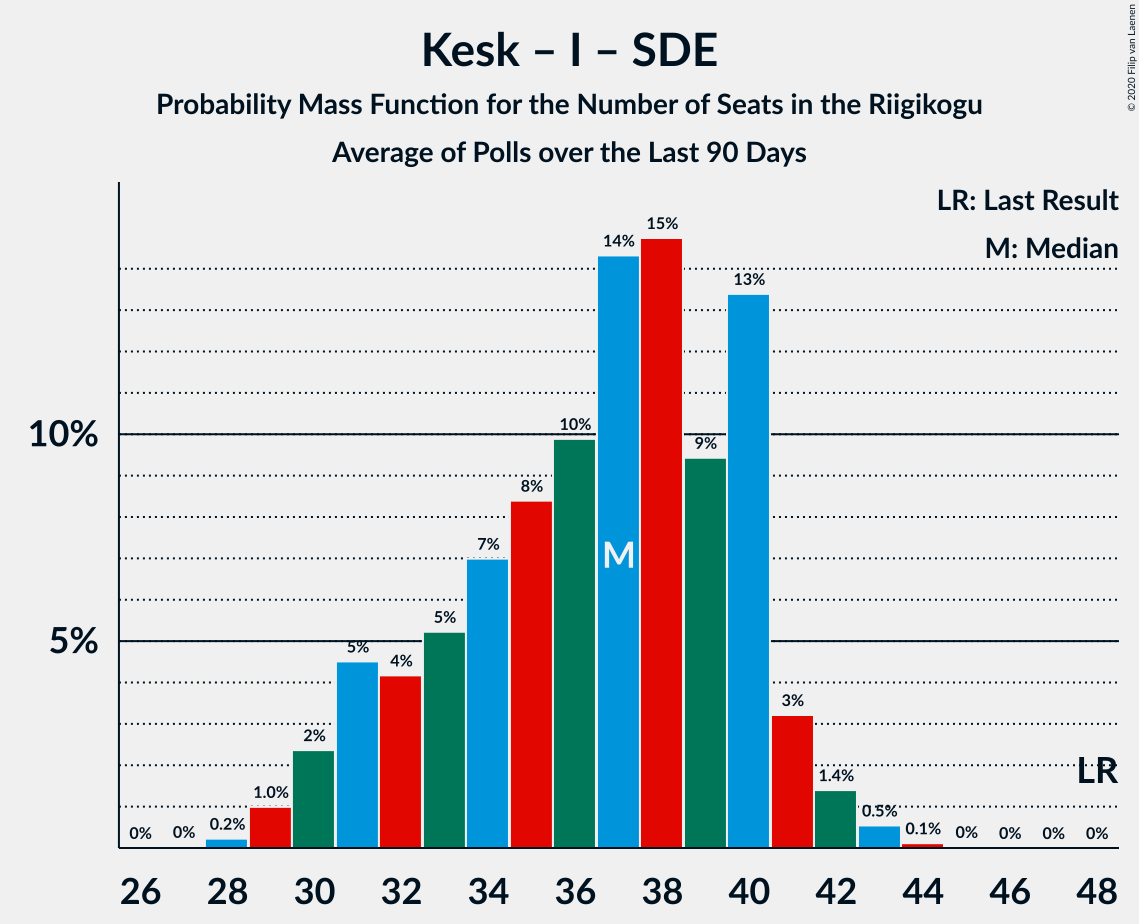 Kesk – I – SDE
Probability Mass Function for the Number of Seats in the Riigikogu
Average of Polls over the Last 90 Days
© 2020 Filip van Laenen
LR: Last Result
M: Median
15%
14%
13%
10%
10%
9%
8%
7%
M
5%
5%
5%
4%
3%
2%
LR
1.4%
1.0%
0.5%
0.2%
0.1%
0%
0%
0%
0%
0%
0%
26 28 30 32 34 36 38 40 42 44 46 48